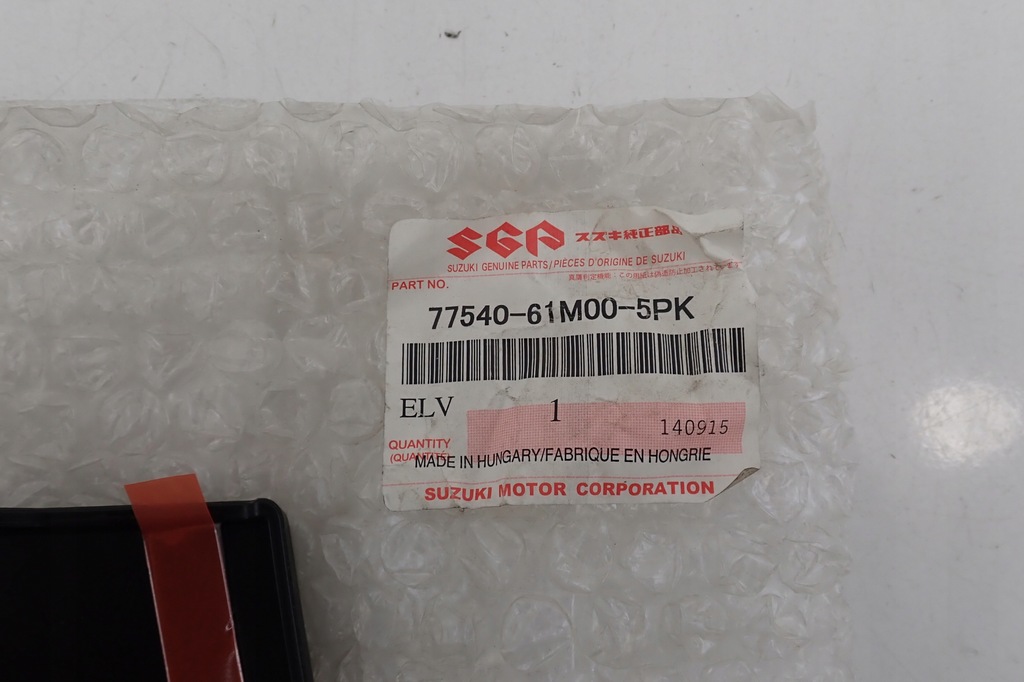 SGP スズキ純正部品
SUZUKI GENUINE PARTS/PIÈCES D'ORIGINE DE SUZUKI
PART NO.
77540-61M00-5PK
ELV 1
140915
QUANTITY
(QUANTITÉ)
MADE IN HUNGARY/FABRIQUE EN HONGRIE
SUZUKI MOTOR CORPORATION